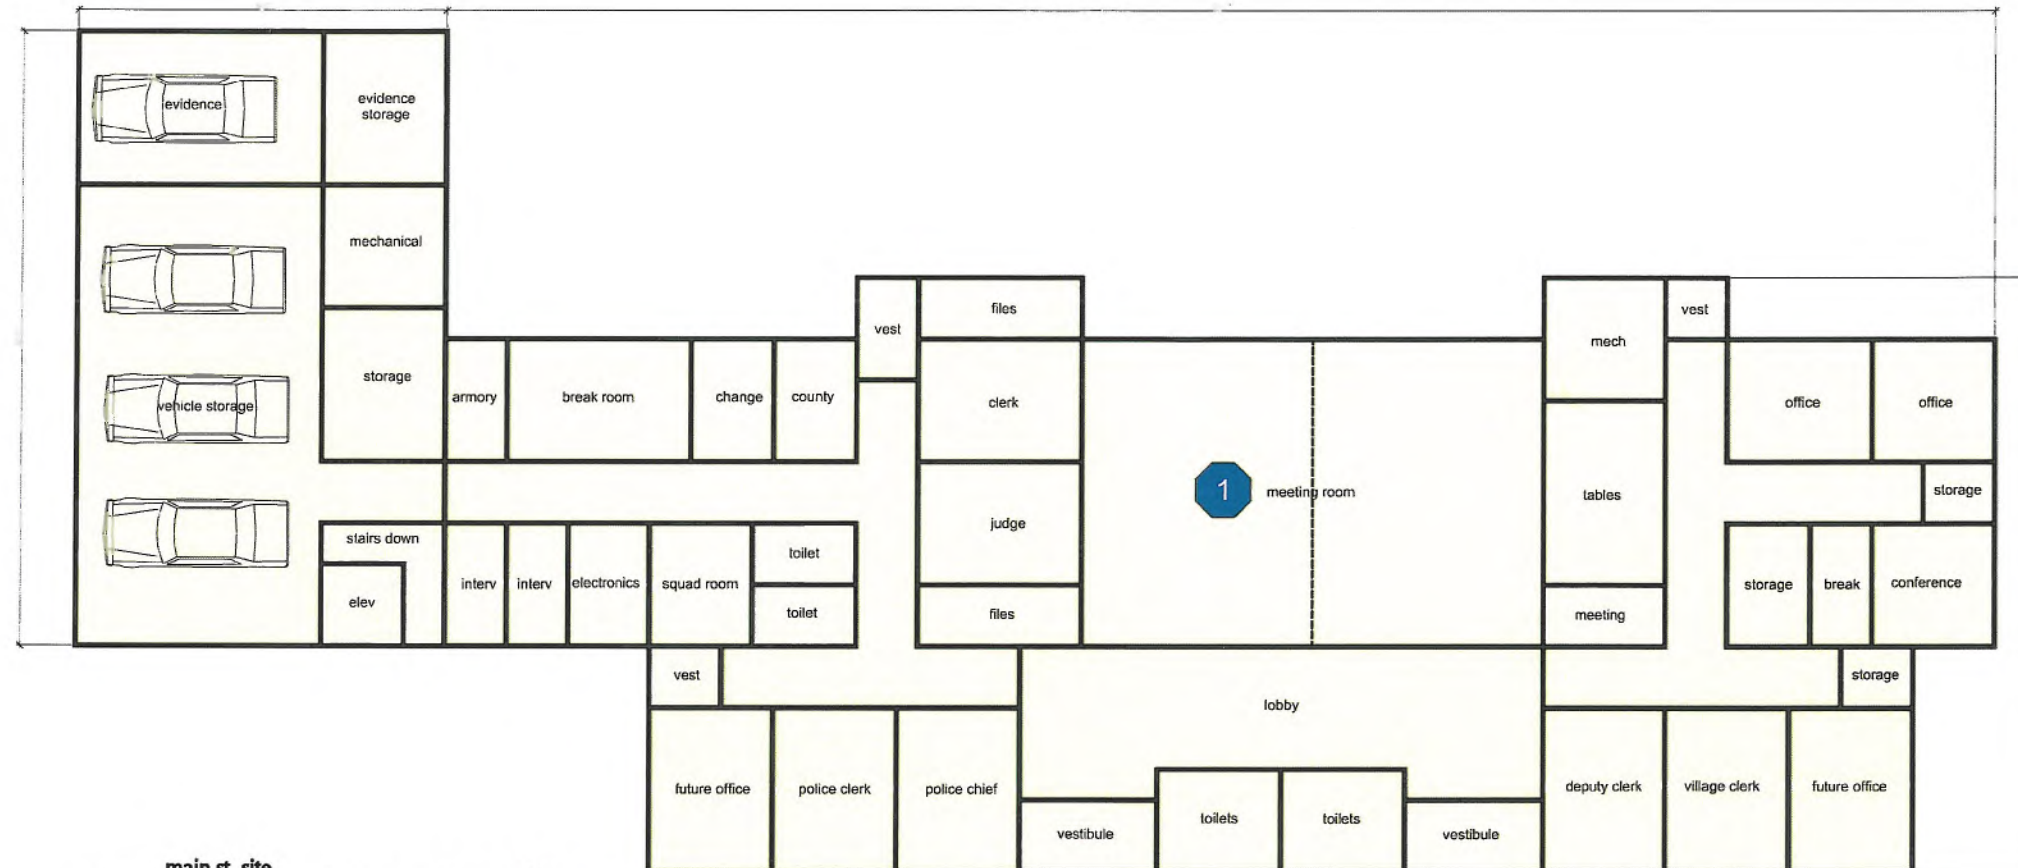 evidence
evidence
storage
mechanical
vest
files
vest
mech
storage
armory
break room
change
county
clerk
office
office
vehicle storage
1
meeting room
tables
storage
stairs down
judge
toilet
interv
interv
electronics
squad room
storage
break
conference
elev
toilet
files
meeting
vest
storage
lobby
future office
police clerk
police chief
deputy clerk
village clerk
future office
toilets
toilets
vestibule
vestibule
main st. site